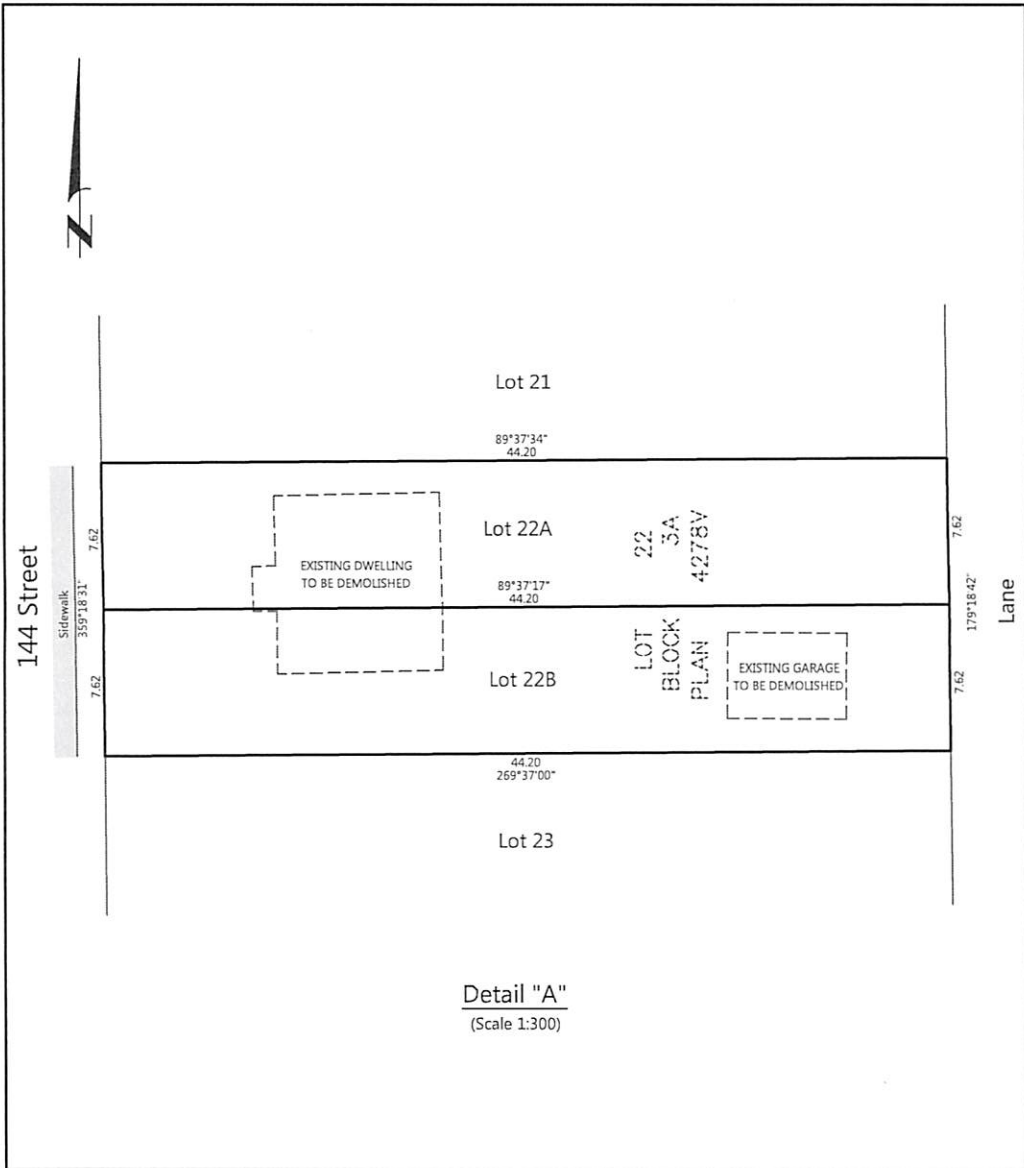 N
Lot 21
89°37'34"
44.20
144 Street
Sidewalk
7.62
359°18'31"
7.62
EXISTING DWELLING
TO BE DEMOLISHED
Lot 22A
22
3A
4278V
7.62
89°37'17"
44.20
179°18'42"
Lane
Lot 22B
LOT
BLOCK
PLAN
EXISTING GARAGE
TO BE DEMOLISHED
7.62
44.20
269°37'00"
Lot 23
Detail "A"
(Scale 1:300)